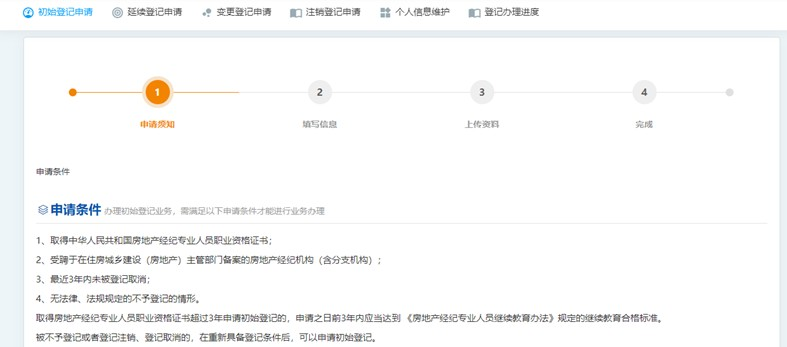 初始登记申请 延续登记申请 变更登记申请 注销登记申请 个人信息维护 登记办理进度
1 2 3 4
申请须知 填写信息 上传资料 完成
申请条件
申请条件 办理初始登记业务，需满足以下申请条件才能进行业务办理
1、取得中华人民共和国房地产经纪专业人员职业资格证书；
2、受聘于在住房城乡建设（房地产）主管部门备案的房地产经纪机构（含分支机构）；
3、最近3年内未被登记取消；
4、无法律、法规规定的不予登记的情形。
取得房地产经纪专业人员职业资格证书超过3年申请初始登记的，申请之日前3年内应当达到 《房地产经纪专业人员继续教育办法》规定的继续教育合格标准。
被不予登记或者登记注销、登记取消的，在重新具备登记条件后，可以申请初始登记。